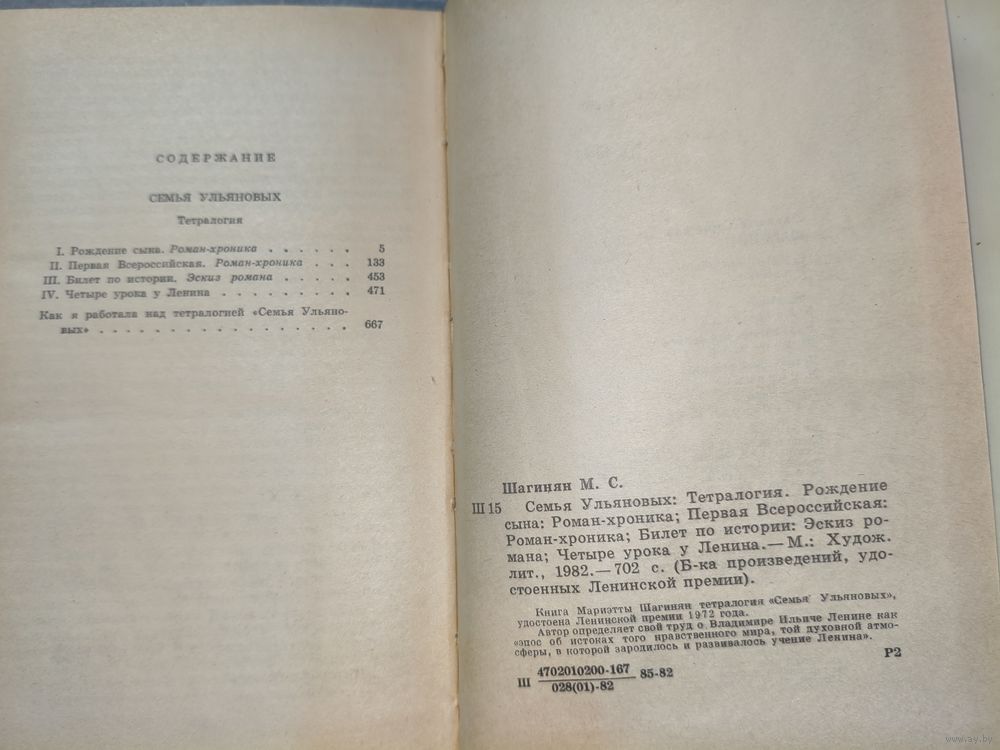 СОДЕРЖАНИЕ
СЕМЬЯ УЛЬЯНОВЫХ
Тетралогия
I. Рождение сына. Роман-хроника . . . . . . 5
II. Первая Всероссийская. Роман-хроника . . . 133
III. Билет по истории. Эскиз романа . . . . . 453
IV. Четыре урока у Ленина . . . . . . . . . 471
Как я работала над тетралогией «Семья Ульяно-
вых» . . . . . . . . . . . . . . . . . 667
Шагинян М. С.
Ш15 Семья Ульяновых: Тетралогия. Рождение
сына: Роман-хроника; Первая Всероссийская:
Роман-хроника; Билет по истории: Эскиз ро-
мана; Четыре урока у Ленина.— М.: Худож.
лит., 1982.— 702 с. (Б-ка произведений, удо-
стоенных Ленинской премии).
Книга Мариэтты Шагинян тетралогия «Семья Ульяновых»,
удостоена Ленинской премии 1972 года.
Автор определяет свой труд о Владимире Ильиче Ленине как
«эпос об истоках того нравственного мира, той духовной атмо-
сферы, в которой зародилось и развивалось учение Ленина».
Ш 4702010200-167 85-82 Р2
028(01)-82
www.ay.by